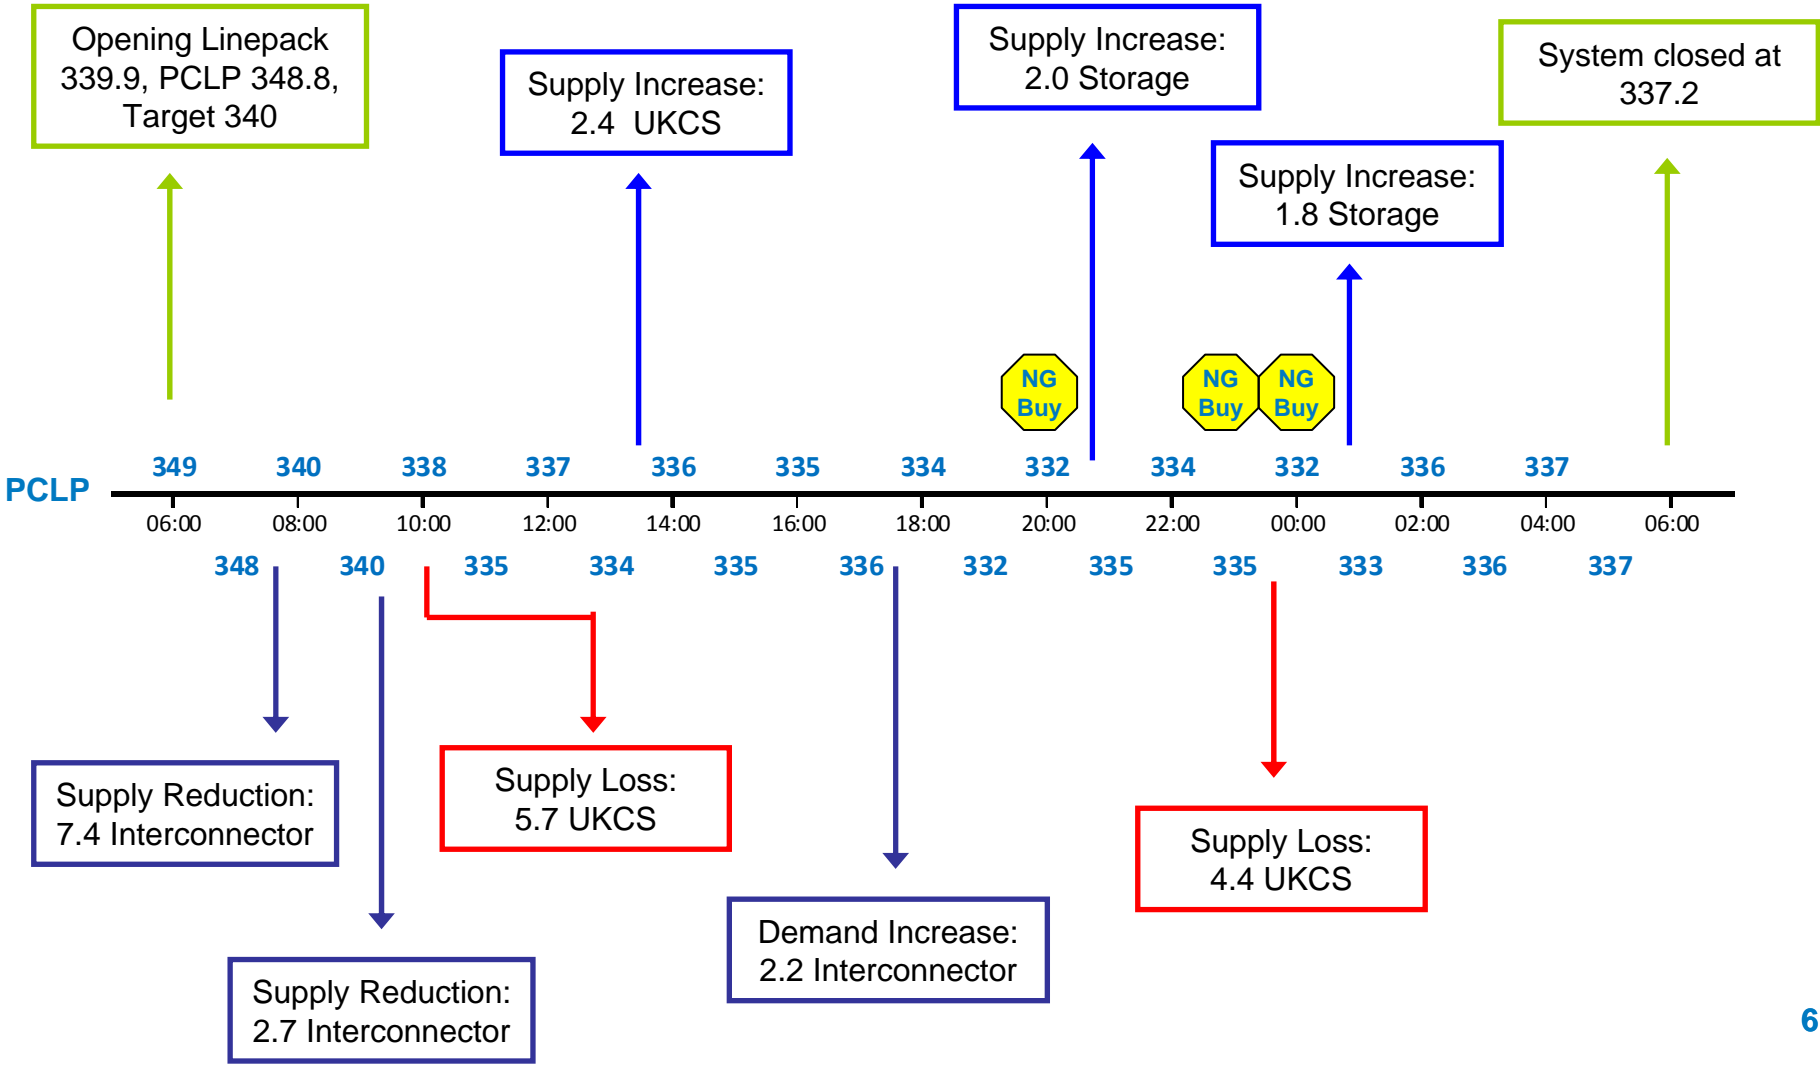 Opening Linepack
339.9, PCLP 348.8,
Target 340
Supply Increase:
2.4 UKCS
Supply Increase:
2.0 Storage
Supply Increase:
1.8 Storage
System closed at
337.2
NG
Buy
NG
Buy
NG
Buy
349 340 338 337 336 335 334 332 334 332 336 337
PCLP
06:00 08:00 10:00 12:00 14:00 16:00 18:00 20:00 22:00 00:00 02:00 04:00 06:00
348 340 335 334 335 336 332 335 335 333 336 337
Supply Reduction:
7.4 Interconnector
Supply Reduction:
2.7 Interconnector
Supply Loss:
5.7 UKCS
Demand Increase:
2.2 Interconnector
Supply Loss:
4.4 UKCS
6